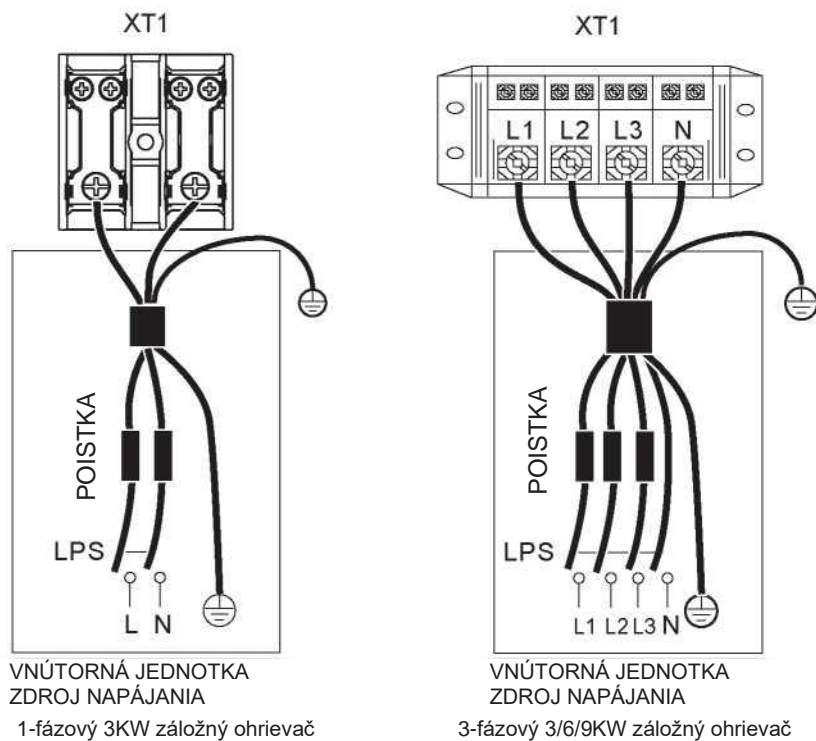 XT1
POISTKA
LPS
L N
VNÚTORNÁ JEDNOTKA
ZDROJ NAPÁJANIA
1-fázový 3KW záložný ohrievač
XT1
L1 L2 L3 N
POISTKA
LPS
L1 L2 L3 N
VNÚTORNÁ JEDNOTKA
ZDROJ NAPÁJANIA
3-fázový 3/6/9KW záložný ohrievač